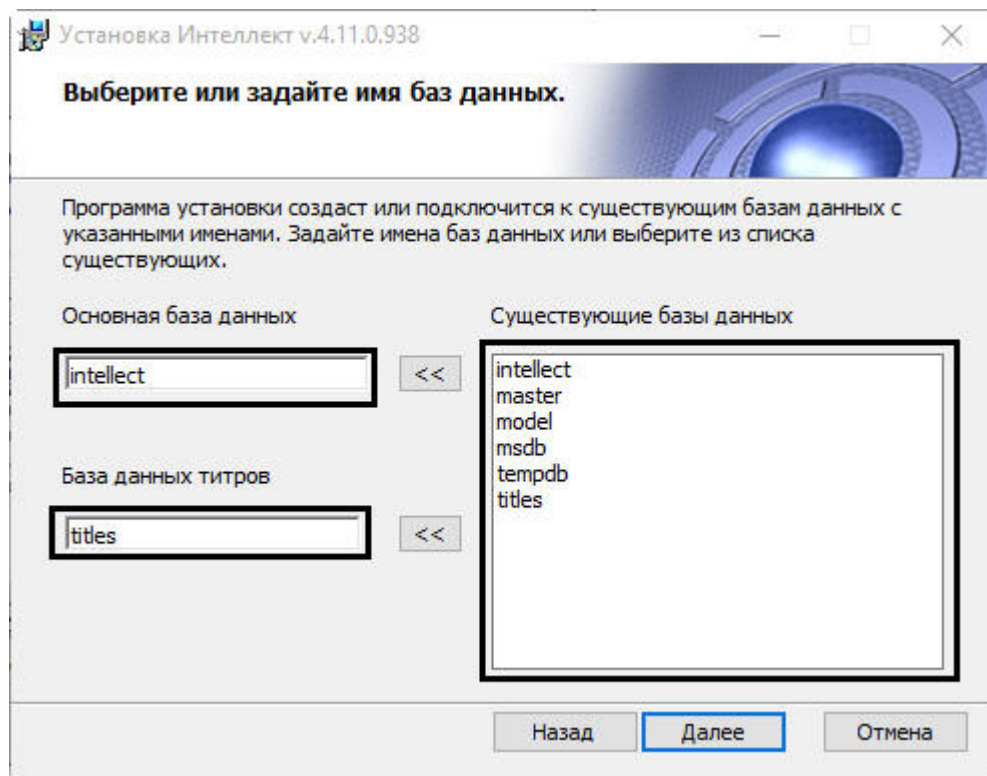 Установка Интеллект v.4.11.0.938
Выберите или задайте имя баз данных.
Программа установки создаст или подключится к существующим базам данных с
указанными именами. Задайте имена баз данных или выберите из списка
существующих.
Основная база данных
intellect
<<
База данных титров
titles
<<
Существующие базы данных
intellect
master
model
msdb
tempdb
titles
Назад
Далее
Отмена